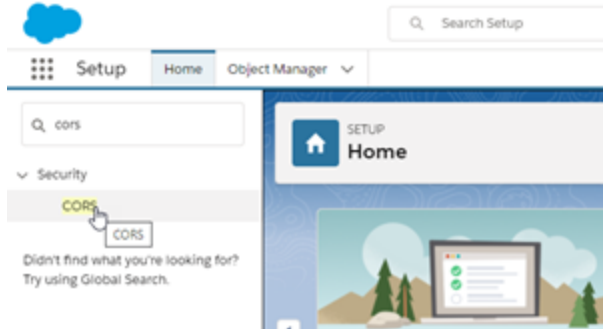 Search Setup
Setup
Home
Object Manager
cors
SETUP
Home
Security
CORS
CORS
Didn't find what you're looking for?
Try using Global Search.